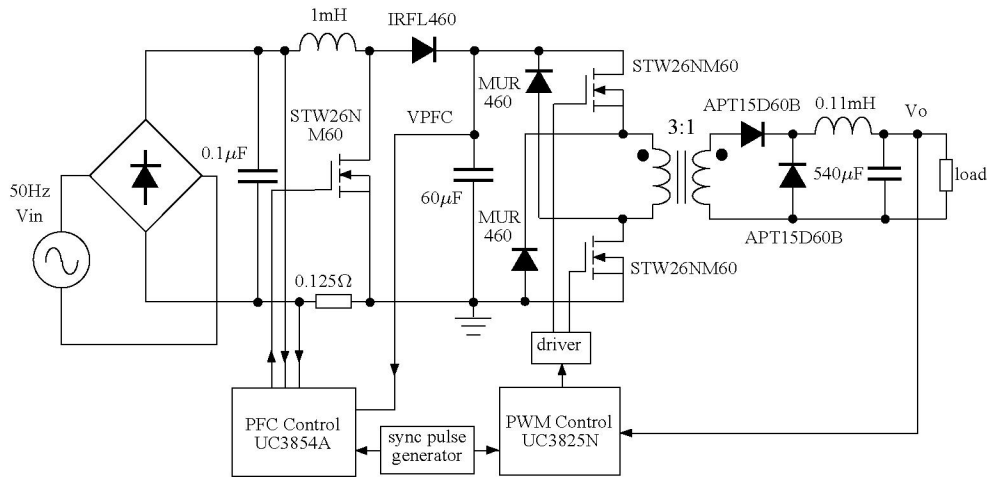 1mH
IRFL460
STW26NM60
MUR
460
STW26N
M60
VPFC
3:1
APT15D60B
0.11mH
Vo
0.1μF
50Hz
Vin
60μF
540μF
load
MUR
460
APT15D60B
STW26NM60
0.125Ω
driver
PFC Control
UC3854A
sync pulse
generator
PWM Control
UC3825N